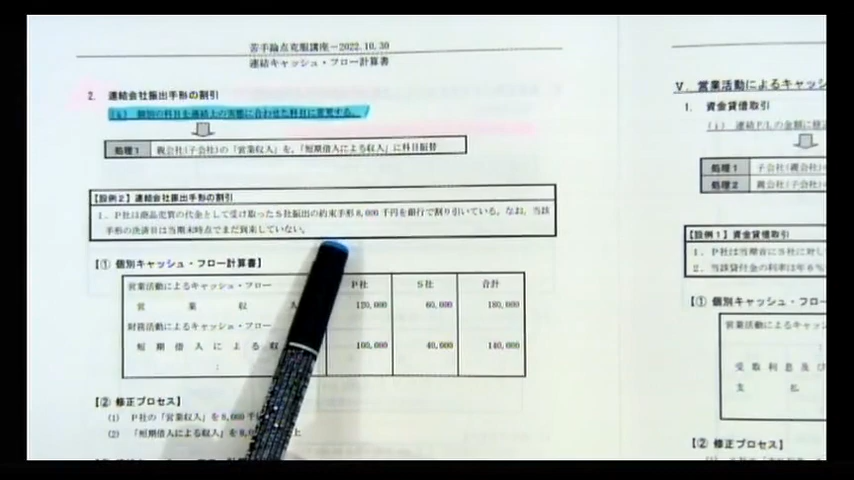 苦手論点克服講座－2022.10.30
連結キャッシュ・フロー計算書
2. 連結会社振出手形の割引
(ⅰ) 個別の科目を連結上の実態に合わせた科目に変更する。
処理1 親会社(子会社)の「営業収入」を、「短期借入による収入」に科目振替
【設例2】連結会社振出手形の割引
1. P社は商品売買の代金として受け取ったS社振出の約束手形8,000千円を銀行で割り引いている。なお、当該
手形の決済日は当期末時点でまだ到来していない。
【① 個別キャッシュ・フロー計算書】
P社 S社 合計
営業活動によるキャッシュ・フロー
営業収入 120,000 60,000 180,000
財務活動によるキャッシュ・フロー
短期借入による収 100,000 40,000 140,000
:
【② 修正プロセス】
(1) P社の「営業収入」を8,000千
(2) 「短期借入による収入」を8,0 上
Ⅴ. 営業活動によるキャッシ
1. 資金貸借取引
(ⅰ) 連結P/Lの金額に修正
処理1 子会社(親会社)
処理2 親会社(子会社)
【設例1】資金貸借取引
1. P社は当期首にS社に対し
2. 当該貸付金の利率は年6%
【① 個別キャッシュ・フロー
営業活動によるキャッシュ・フロ
:
受取利息及び
支払
【② 修正プロセス】